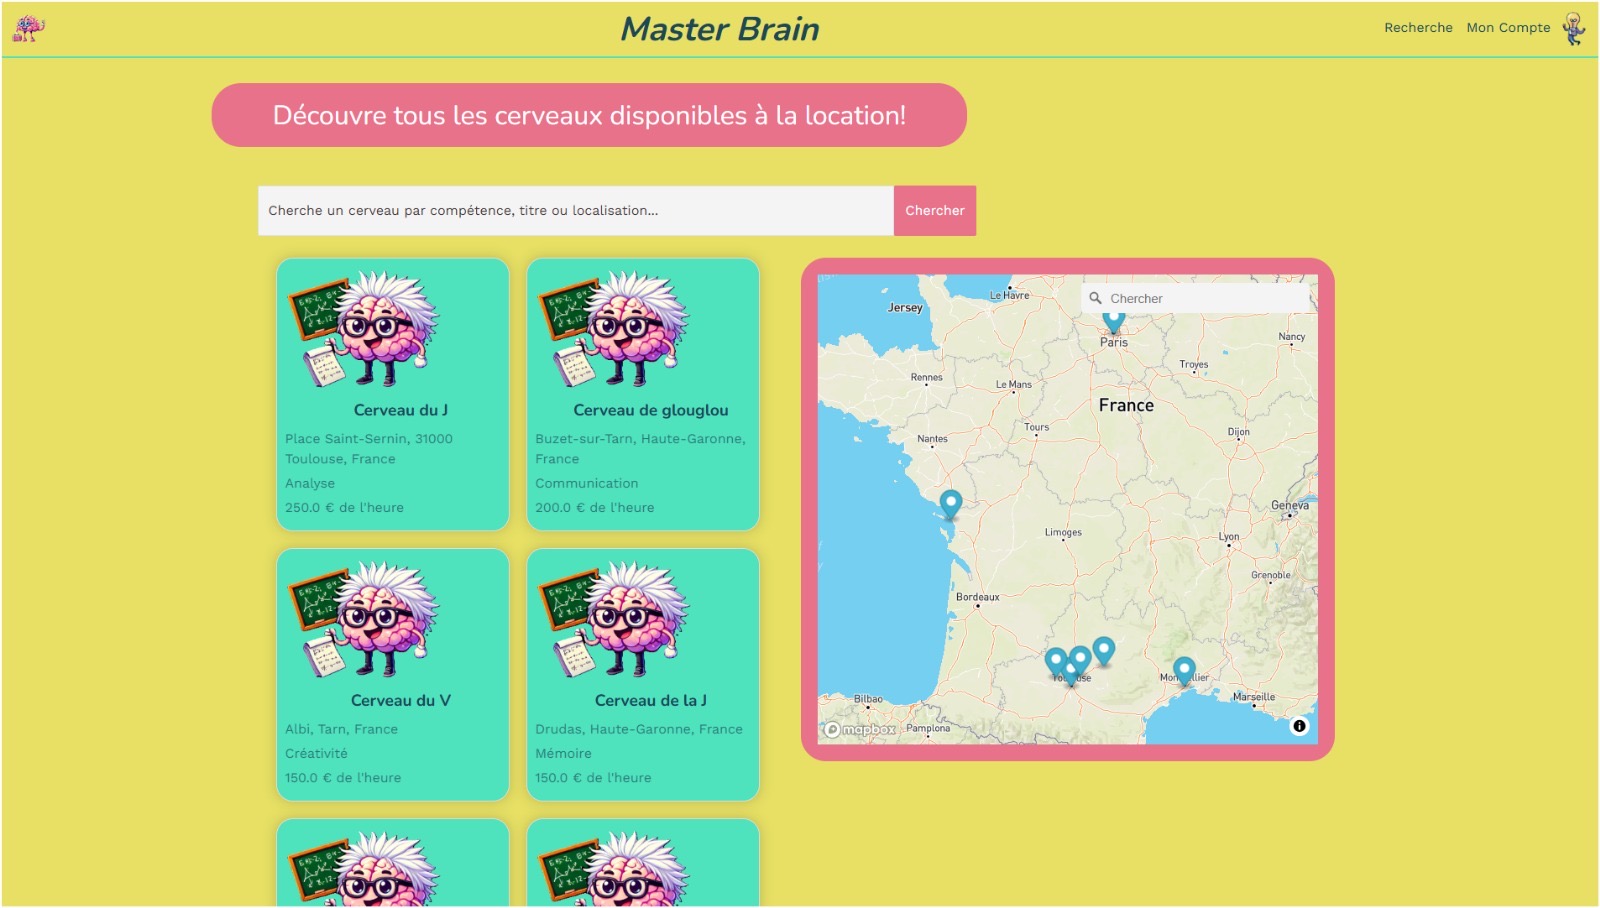 Master Brain
Recherche
Mon Compte
Découvre tous les cerveaux disponibles à la location!
Cherche un cerveau par compétence, titre ou localisation...
Chercher
Cerveau du J
Place Saint-Sernin, 31000
Toulouse, France
Analyse
250.0 € de l'heure
Cerveau de glouglou
Buzet-sur-Tarn, Haute-Garonne,
France
Communication
200.0 € de l'heure
Cerveau du V
Albi, Tarn, France
Créativité
150.0 € de l'heure
Cerveau de la J
Drudas, Haute-Garonne, France
Mémoire
150.0 € de l'heure
Chercher
Le Havre
Jersey
Paris
Nancy
Troyes
Rennes
Le Mans
France
Tours
Dijon
Nantes
Geneva
Limoges
Lyon
Grenoble
Bordeaux
Marseille
Bilbao
Pamplona
mapbox